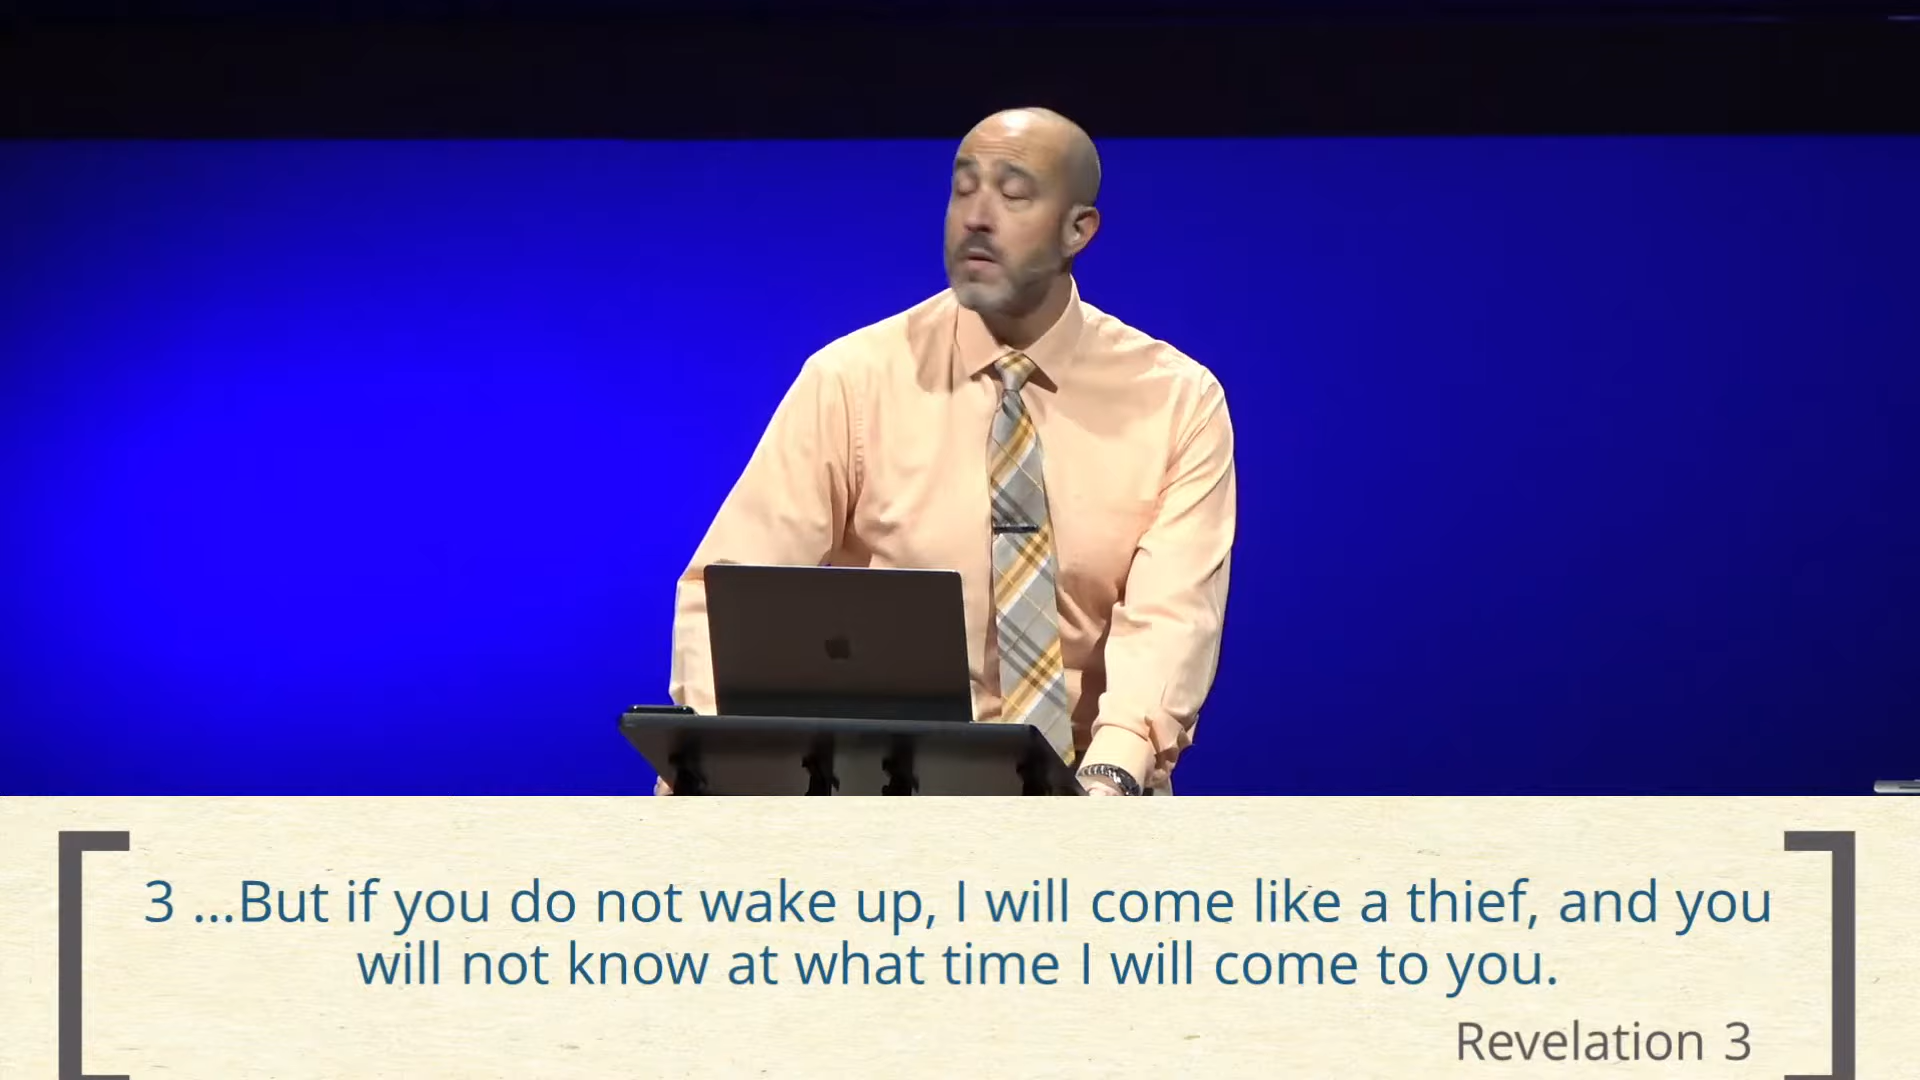 3 ...But if you do not wake up, I will come like a thief, and you
will not know at what time I will come to you.
Revelation 3